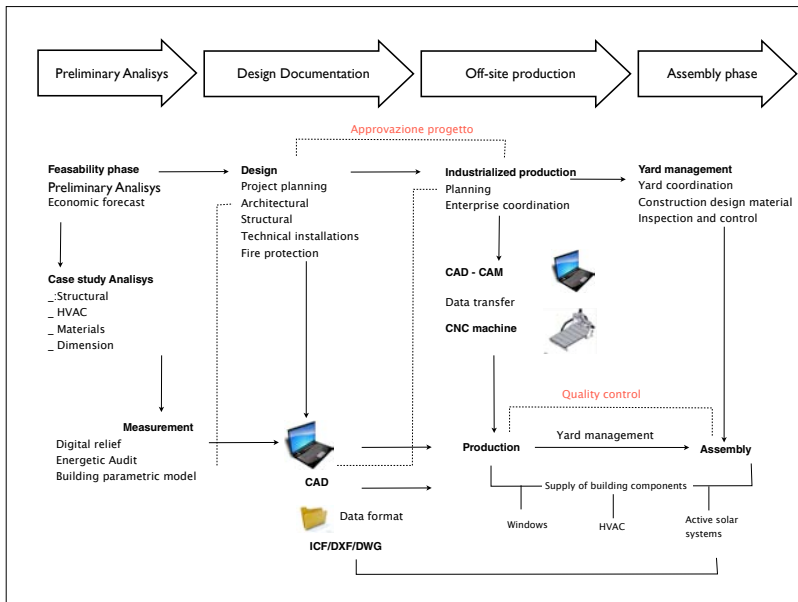 Preliminary Analisys
Design Documentation
Off-site production
Assembly phase
Approvazione progetto
Feasability phase
Preliminary Analisys
Economic forecast
Design
Project planning
Architectural
Structural
Technical installations
Fire protection
Industrialized production
Planning
Enterprise coordination
Yard management
Yard coordination
Construction design material
Inspection and control
Case study Analisys
_:Structural
_ HVAC
_ Materials
_ Dimension
CAD - CAM
Data transfer
CNC machine
Quality control
Measurement
Digital relief
Energetic Audit
Building parametric model
CAD
Production
Yard management
Assembly
Supply of building components
Windows
HVAC
Active solar
systems
Data format
ICF/DXF/DWG